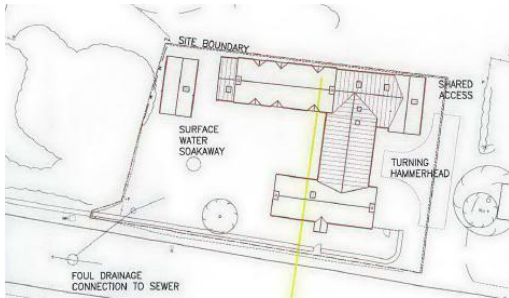 SITE BOUNDARY
SHARED
ACCESS
SURFACE
WATER
SOAKAWAY
TURNING
HAMMERHEAD
FOUL DRAINAGE
CONNECTION TO SEWER